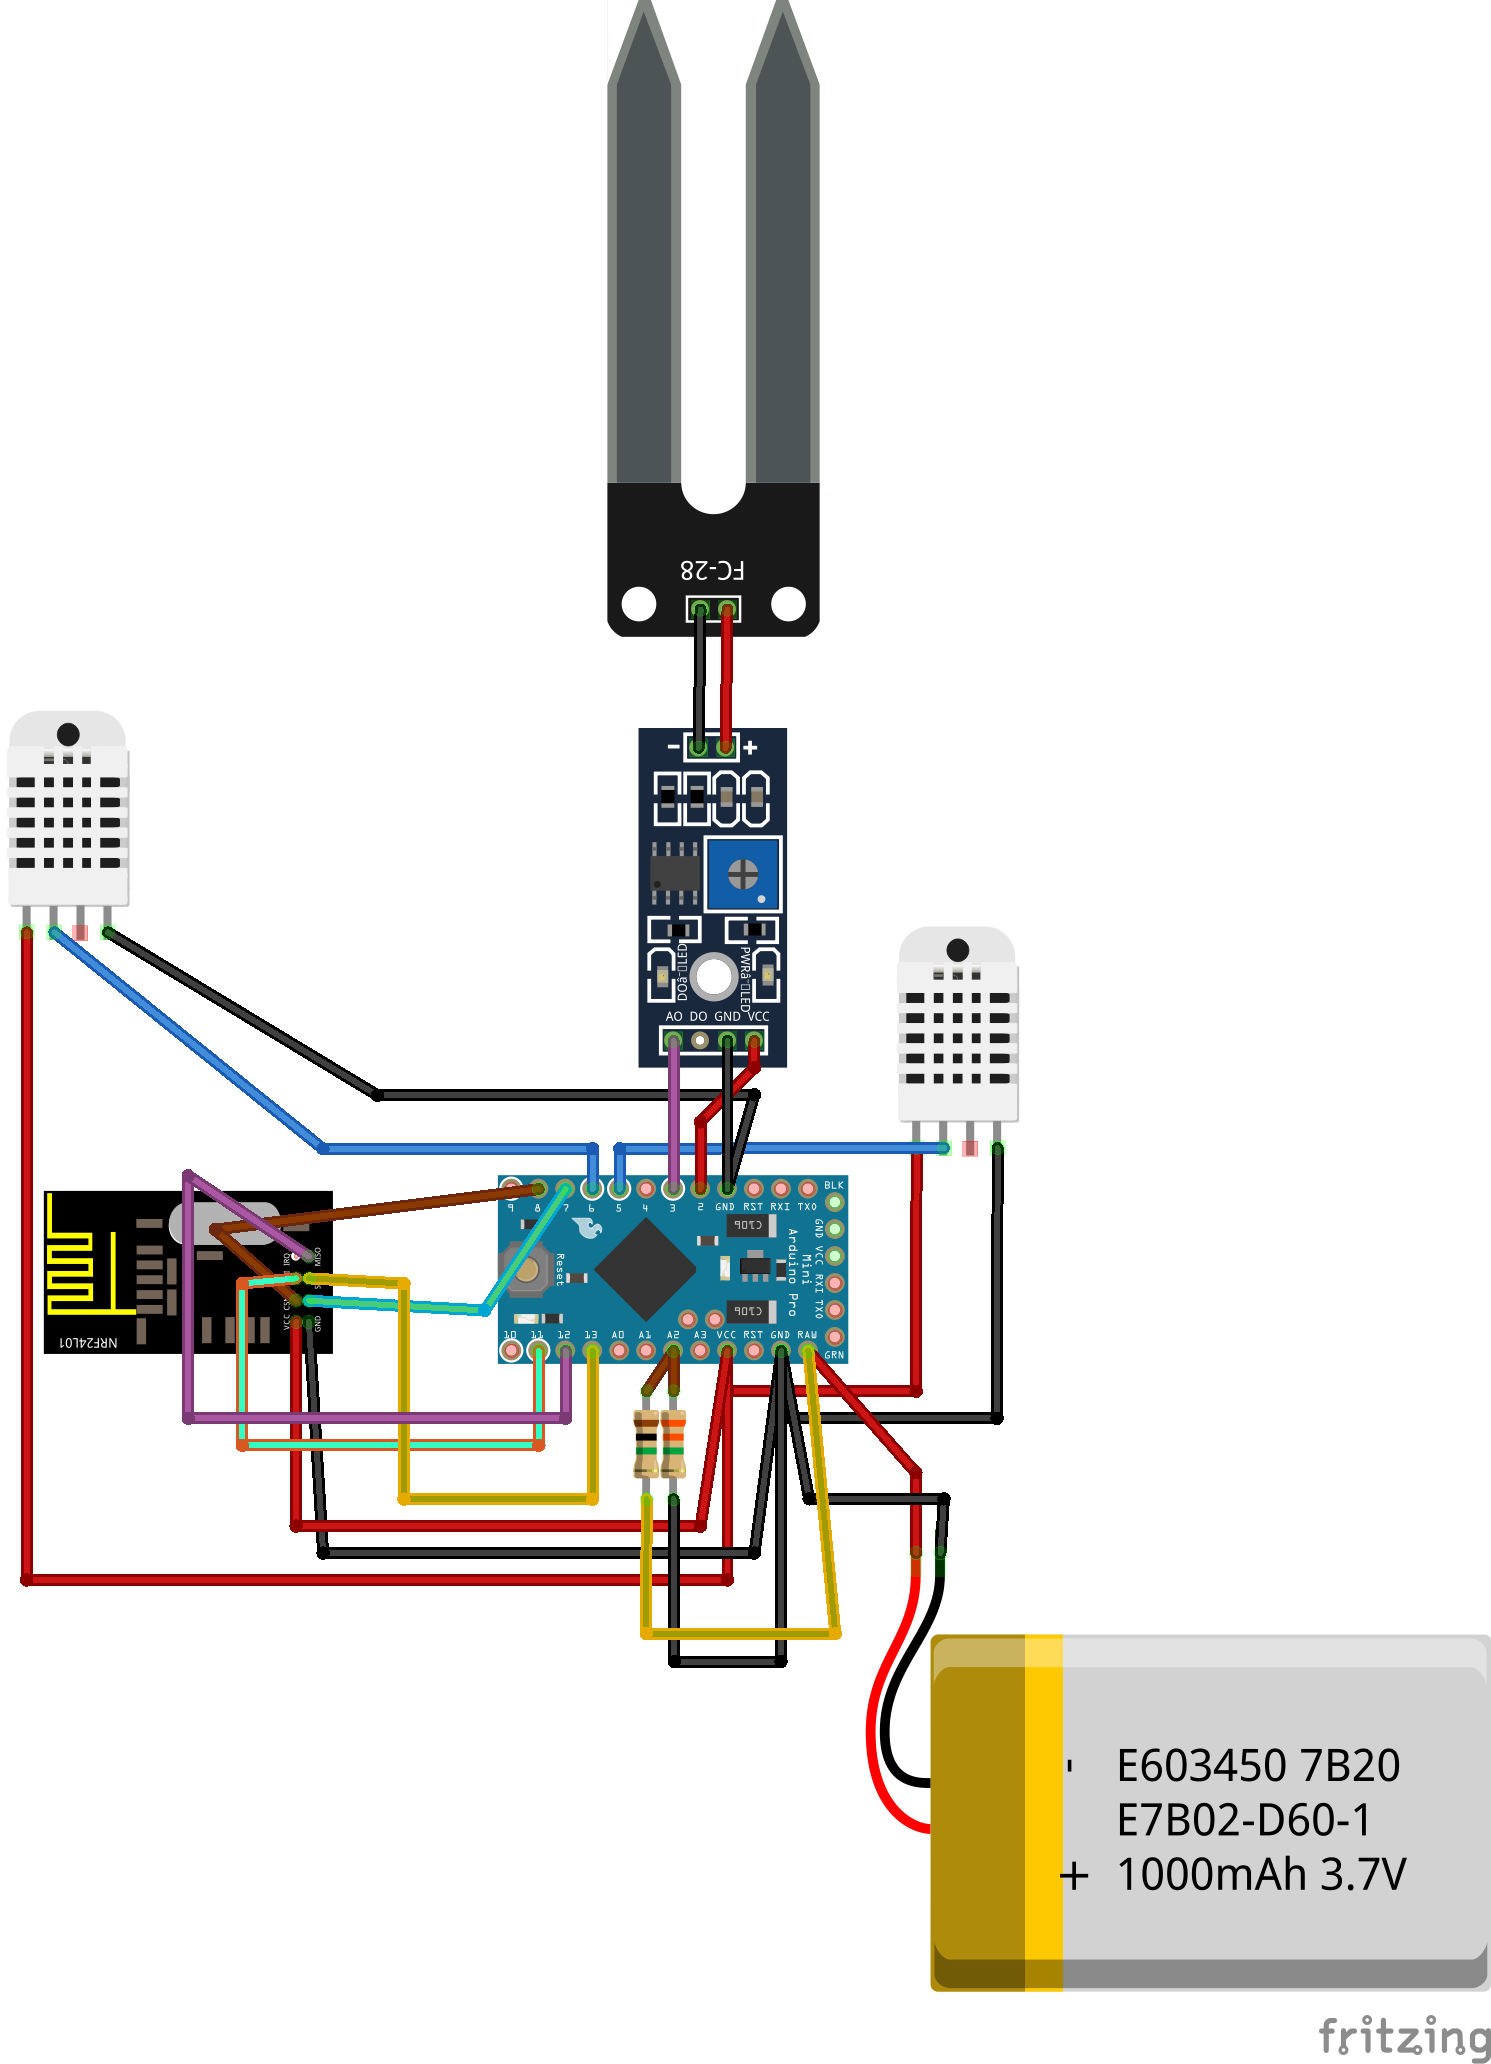 FC-28
- +
DO LED
PWR LED
AO DO GND VCC
9 8 7 6 5 4 3 2 GND RST RXI TXO
BLK
GND VCC RXI TXO
GRN
C106
Reset
Arduino Pro
Mini
C106
10 11 12 13 A0 A1 A2 A3 VCC RST GND RAW
IRQ MISO
CSN
VCC GND
NRF24L01
- E603450 7B20
E7B02-D60-1
+ 1000mAh 3.7V
fritzing